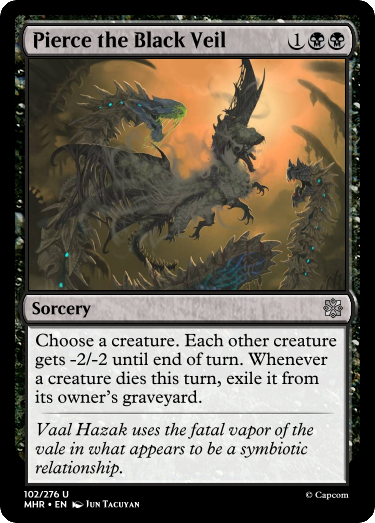 Pierce the Black Veil 1
Sorcery
Choose a creature. Each other creature
gets -2/-2 until end of turn. Whenever
a creature dies this turn, exile it from
its owner's graveyard.
Vaal Hazak uses the fatal vapor of the
vale in what appears to be a symbiotic
relationship.
102/276 U
MHR • EN Jun Tacuyan
© Capcom